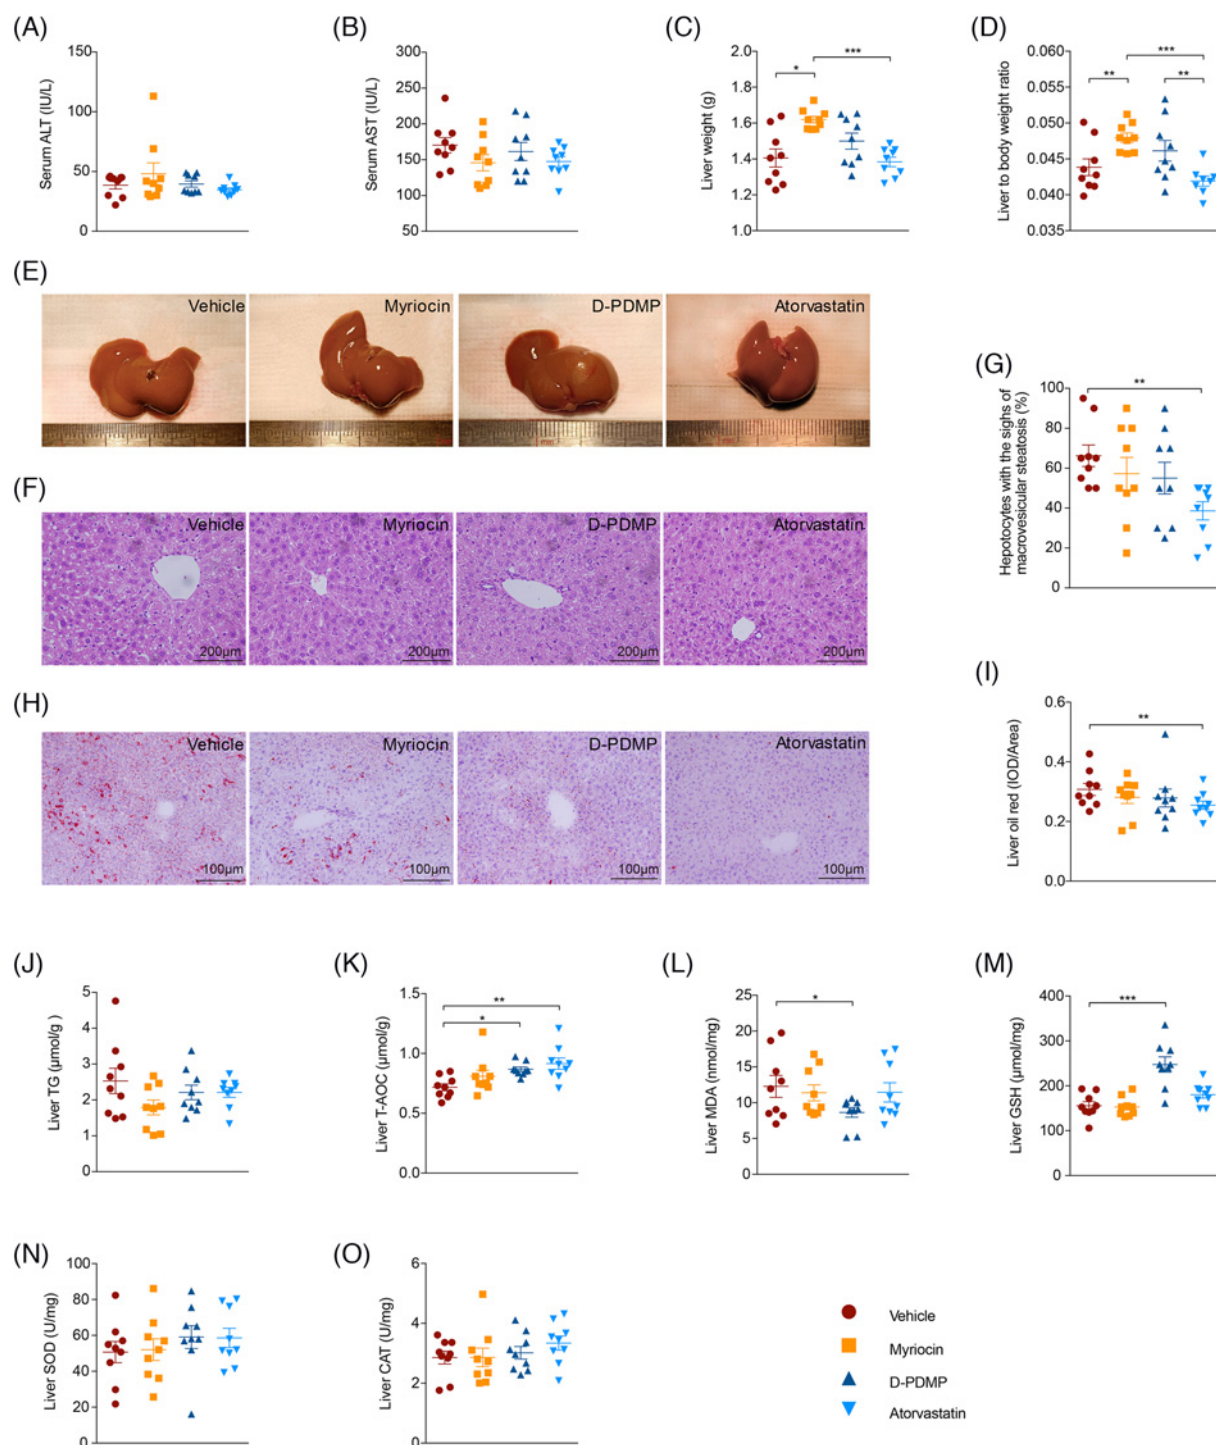 (A)
150
100
50
0
Serum ALT (IU/L)
(B)
300
250
200
150
100
50
Serum AST (IU/L)
(C)
2.0
1.8
1.6
1.4
1.2
1.0
Liver weight (g)
*
***
(D)
0.060
0.055
0.050
0.045
0.040
0.035
Liver to body weight ratio
***
**
**
(E)
Vehicle
Myriocin
D-PDMP
Atorvastatin
(F)
Vehicle
Myriocin
D-PDMP
Atorvastatin
200μm
200μm
200μm
200μm
(G)
100
80
60
40
20
0
Hepatocytes with the sighs of
macrovesicular steatosis (%)
**
(H)
Vehicle
Myriocin
D-PDMP
Atorvastatin
100μm
100μm
100μm
100μm
(I)
0.6
0.4
0.2
0.0
Liver oil red (IOD/Area)
**
(J)
5
4
3
2
1
0
Liver TG (μmol/g )
(K)
1.5
1.0
0.5
0.0
Liver T-AOC (μmol/g)
**
*
(L)
25
20
15
10
5
0
Liver MDA (nmol/mg)
*
(M)
400
300
200
100
0
Liver GSH (μmol/mg)
***
(N)
100
80
60
40
20
0
Liver SOD (U/mg)
(O)
6
4
2
0
Liver CAT (U/mg)
Vehicle
Myriocin
D-PDMP
Atorvastatin